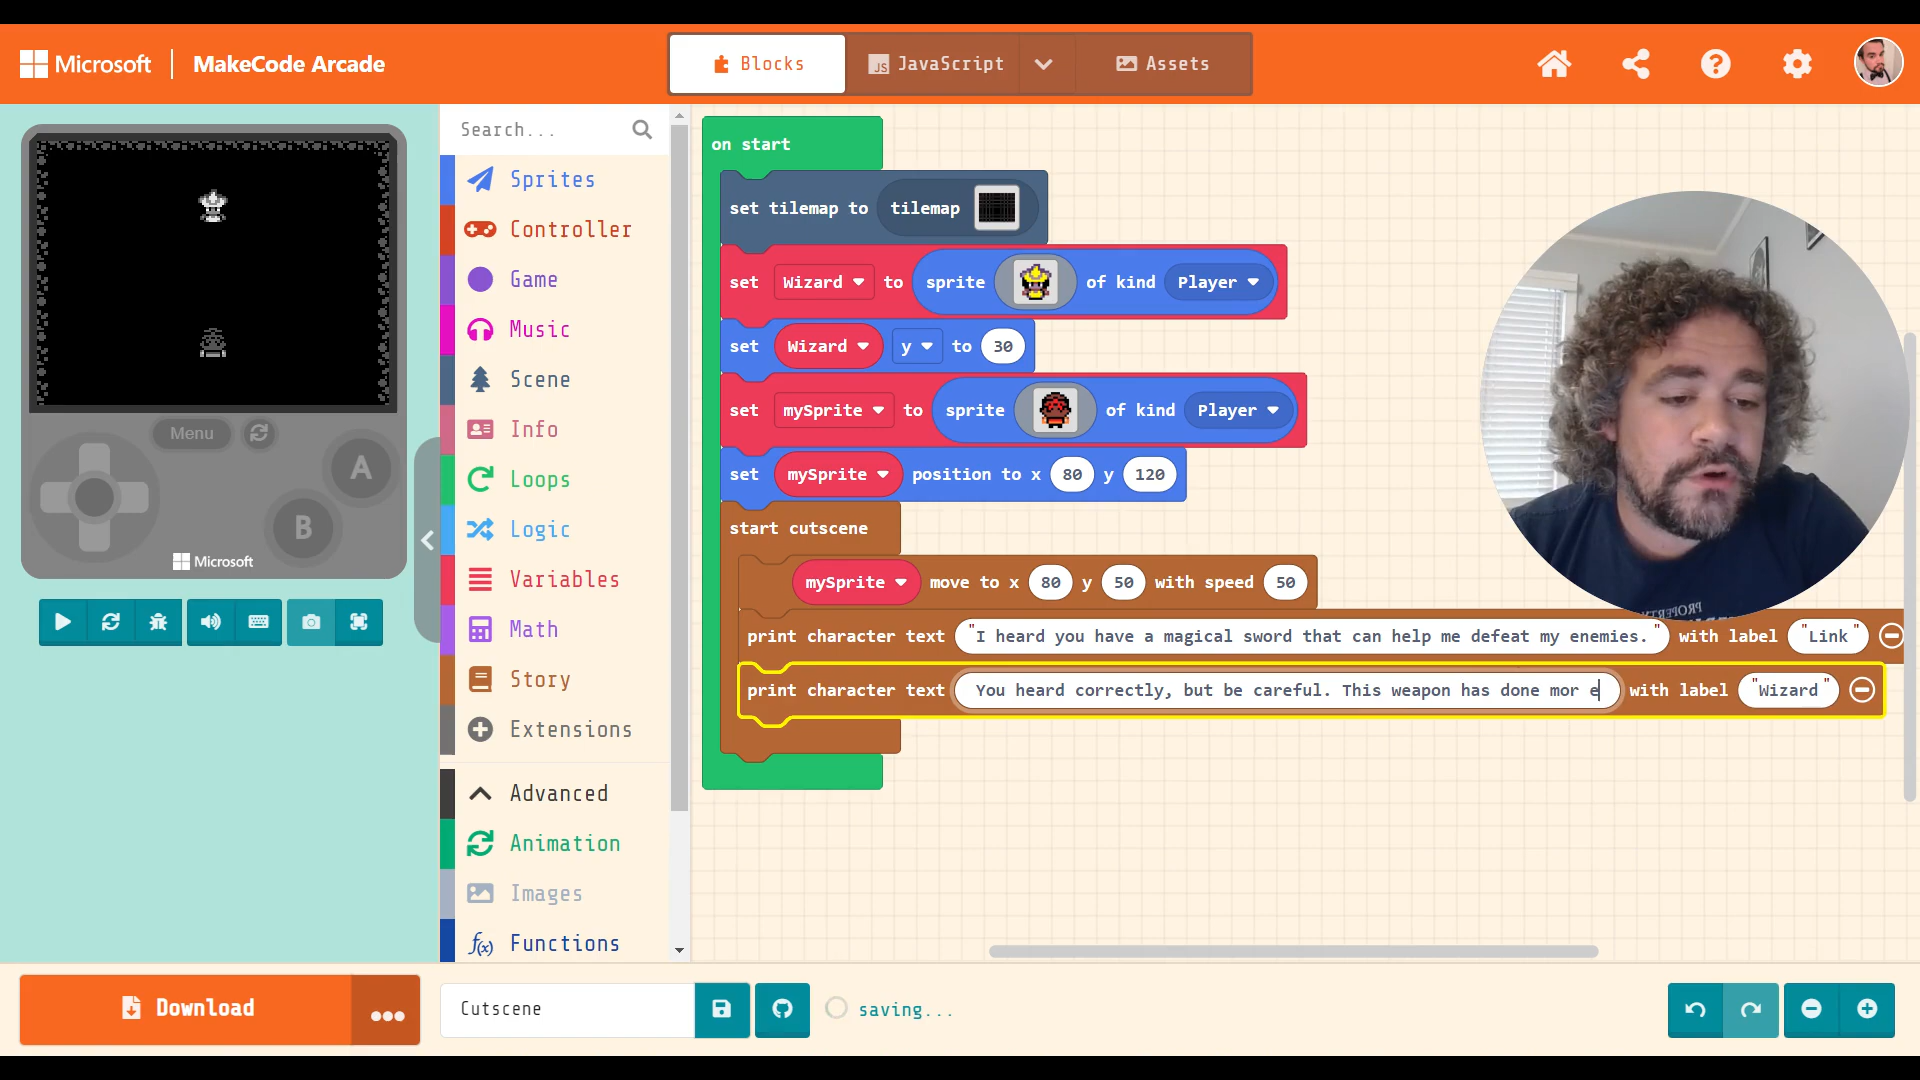 Microsoft | MakeCode Arcade
Blocks
JavaScript
Assets
Search...
Sprites
Controller
Game
Music
Scene
Info
Loops
Logic
Variables
Math
Story
Extensions
Advanced
Animation
Images
Functions
Menu
A
B
Microsoft
on start
set tilemap to tilemap
set Wizard to sprite of kind Player
set Wizard y to 30
set mySprite to sprite of kind Player
set mySprite position to x 80 y 120
start cutscene
mySprite move to x 80 y 50 with speed 50
print character text "I heard you have a magical sword that can help me defeat my enemies." with label "Link"
print character text You heard correctly, but be careful. This weapon has done mor e with label "Wizard"
Download
Cutscene
saving...